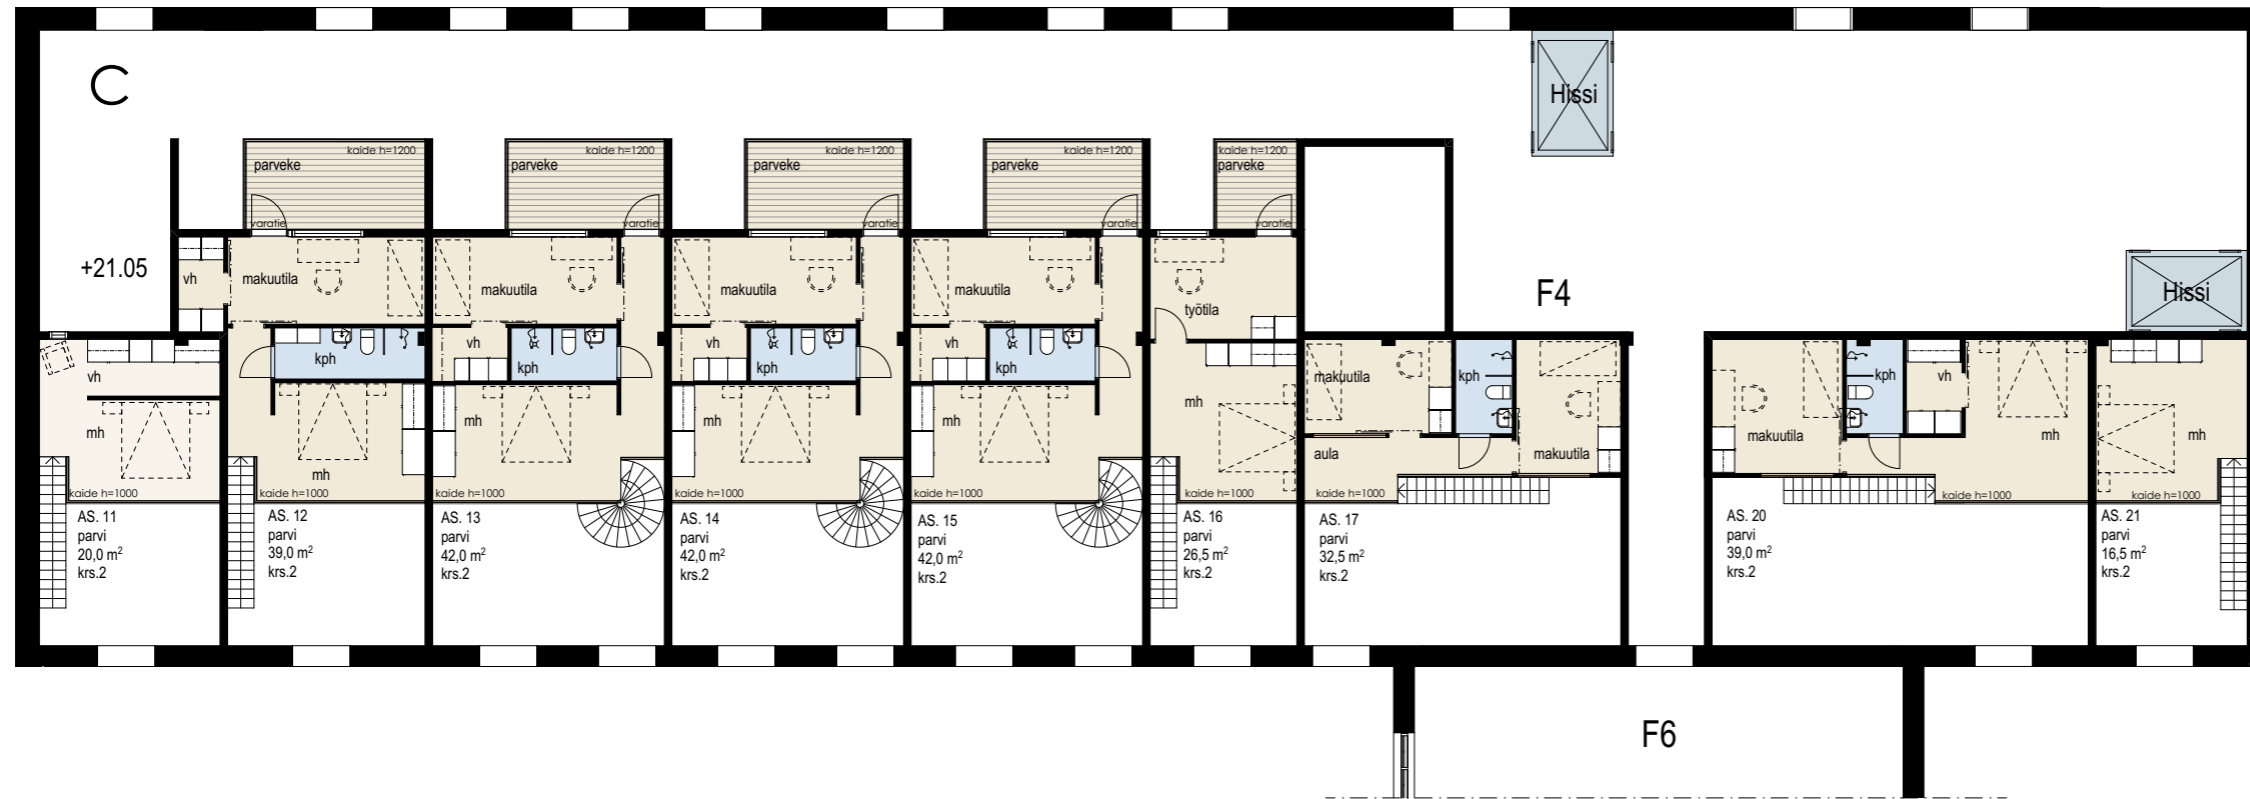 C
Hissi
kaide h=1200
parveke
varatie
kaide h=1200
parveke
varatie
kaide h=1200
parveke
varatie
kaide h=1200
parveke
varatie
kaide h=1200
parveke
varatie
+21.05
vh
makuutila
makuutila
makuutila
makuutila
työtila
F4
Hissi
vh
mh
kaide h=1000
kph
mh
kaide h=1000
vh
kph
mh
kaide h=1000
vh
kph
mh
kaide h=1000
vh
kph
mh
kaide h=1000
mh
kaide h=1000
makuutila
kph
aula
makuutila
kaide h=1000
makuutila
kph
vh
mh
kaide h=1000
mh
kaide h=1000
AS. 11
parvi
20,0 m²
krs.2
AS. 12
parvi
39,0 m²
krs.2
AS. 13
parvi
42,0 m²
krs.2
AS. 14
parvi
42,0 m²
krs.2
AS. 15
parvi
42,0 m²
krs.2
AS. 16
parvi
26,5 m²
krs.2
AS. 17
parvi
32,5 m²
krs.2
AS. 20
parvi
39,0 m²
krs.2
AS. 21
parvi
16,5 m²
krs.2
F6